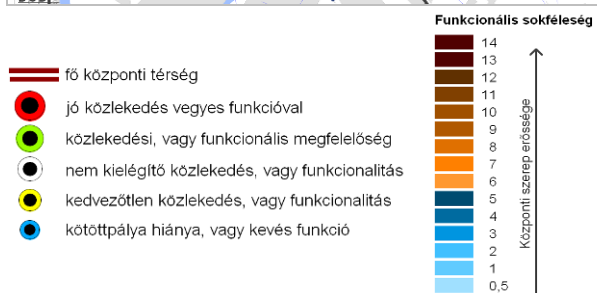 Funkcionális sokféleség
fő központi térség
jó közlekedés vegyes funkcióval
közlekedési, vagy funkcionális megfelelőség
nem kielégítő közlekedés, vagy funkcionalitás
kedvezőtlen közlekedés, vagy funkcionalitás
kötöttpálya hiánya, vagy kevés funkció
14
13
12
11
10
9
8
7
6
5
4
3
2
1
0,5
Központi szerep erőssége